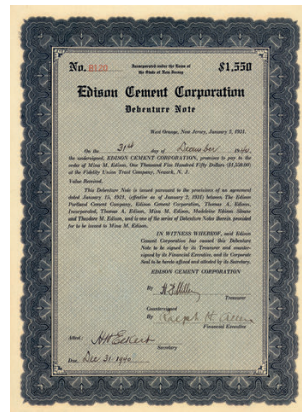 No. 0120
Incorporated under the Laws of
the State of New Jersey
$1,550
Edison Cement Corporation
Debenture Note
West Orange, New Jersey, January 2, 1931.
On the 31st day of December 1940
the undersigned, EDISON CEMENT CORPORATION, promises to pay to the
order of Mina M. Edison, One Thousand Five Hundred Fifty Dollars ($1,550.00)
at the Fidelity Union Trust Company, Newark, N. J.
Value Received.
This Debenture Note is issued pursuant to the provisions of an agreement
dated January 15, 1931, (effective as of January 2, 1931) between The Edison
Portland Cement Company, Edison Cement Corporation, Thomas A. Edison,
Incorporated, Thomas A. Edison, Mina M. Edison, Madeleine Edison Sloane
and Theodore M. Edison, and is one of the series of Debenture Notes therein provided
for to be issued to Mina M. Edison.
IN WITNESS WHEREOF, said Edison
Cement Corporation has caused this Debenture
Note to be signed by its Treasurer and counter-
signed by its Financial Executive, and its Corporate
Seal to be hereto affixed and attested by its Secretary.
EDISON CEMENT CORPORATION
By H. F. Miller
Treasurer
Countersigned
By Ralph H. Allen
Financial Executive
Attest: H. H. Eckert
Secretary
Due Dec 31-1940